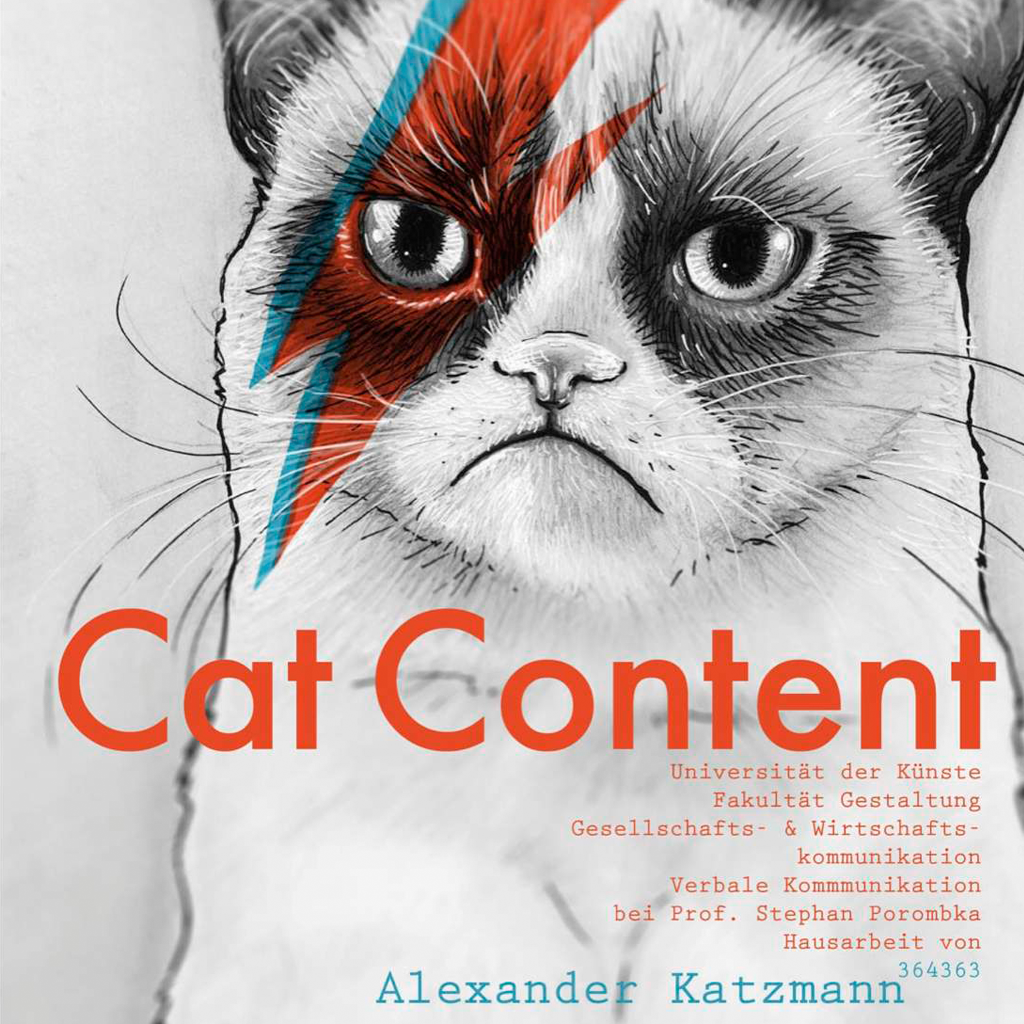 Cat Content
Universität der Künste
Fakultät Gestaltung
Gesellschafts- & Wirtschafts-
kommunikation
Verbale Kommmunikation
bei Prof. Stephan Porombka
Hausarbeit von
364363
Alexander Katzmann